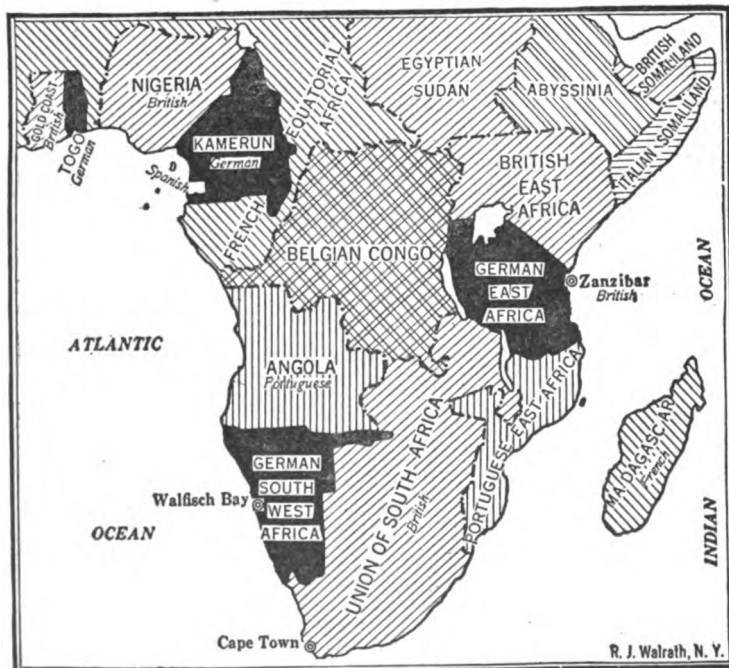 NIGERIA
British
GOLD COAST
British
TOGO
German
KAMERUN
German
Spanish
FRENCH
EQUATORIAL
AFRICA
EGYPTIAN
SUDAN
ABYSSINIA
BRITISH
SOMALILAND
ITALIAN SOMALILAND
BRITISH
EAST
AFRICA
BELGIAN CONGO
GERMAN
EAST
AFRICA
Zanzibar
British
OCEAN
ATLANTIC
ANGOLA
Portuguese
GERMAN
SOUTH
WEST
AFRICA
Walfisch Bay
OCEAN
UNION OF SOUTH AFRICA
British
PORTUGUESE EAST AFRICA
MADAGASCAR
French
INDIAN
Cape Town
R. J. Walrath, N. Y.